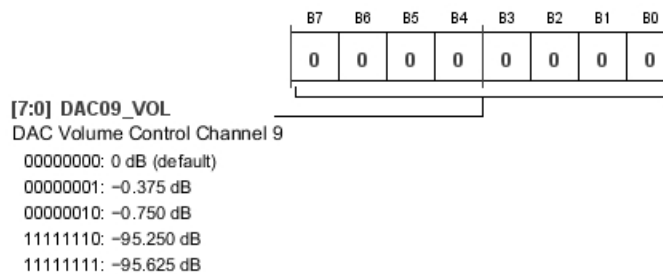 B7 B6 B5 B4 B3 B2 B1 B0
0 0 0 0 0 0 0 0
[7:0] DAC09_VOL
DAC Volume Control Channel 9
00000000: 0 dB (default)
00000001: −0.375 dB
00000010: −0.750 dB
11111110: −95.250 dB
11111111: −95.625 dB